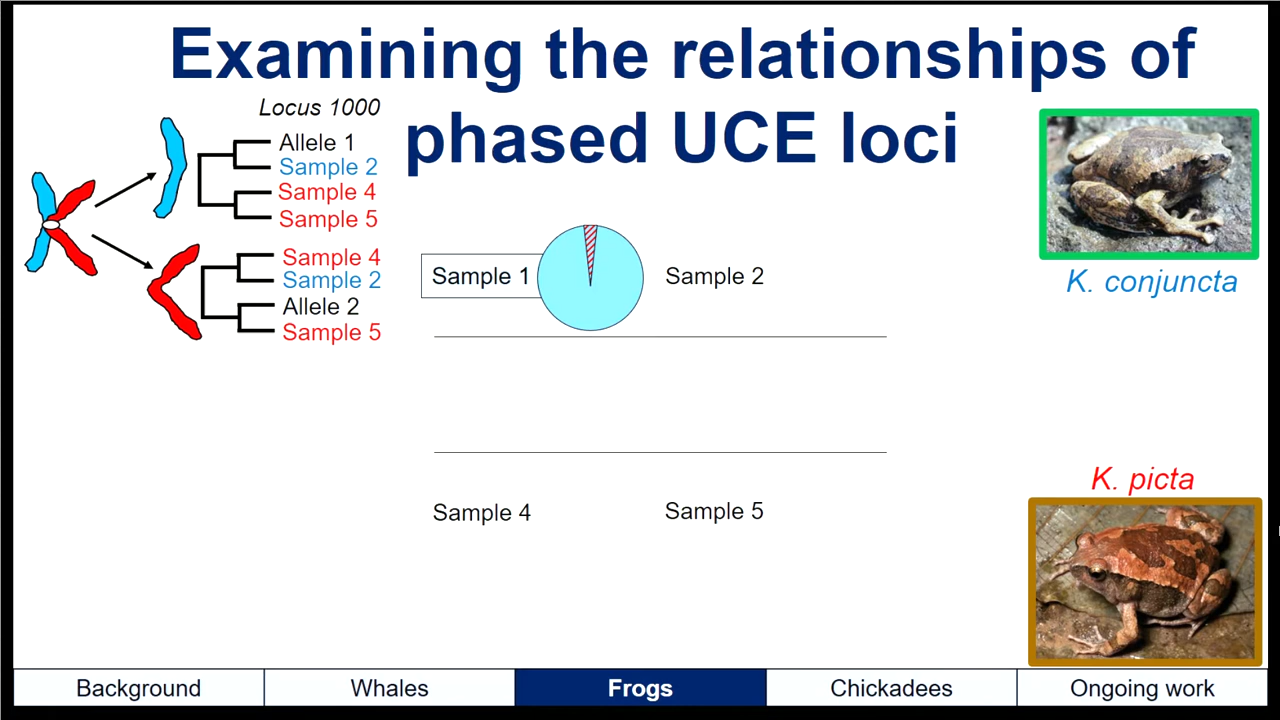 Examining the relationships of
phased UCE loci
Locus 1000
Allele 1
Sample 2
Sample 4
Sample 5
Sample 4
Sample 2
Allele 2
Sample 5
Sample 1
Sample 2
Sample 4
Sample 5
K. conjuncta
K. picta
Background
Whales
Frogs
Chickadees
Ongoing work